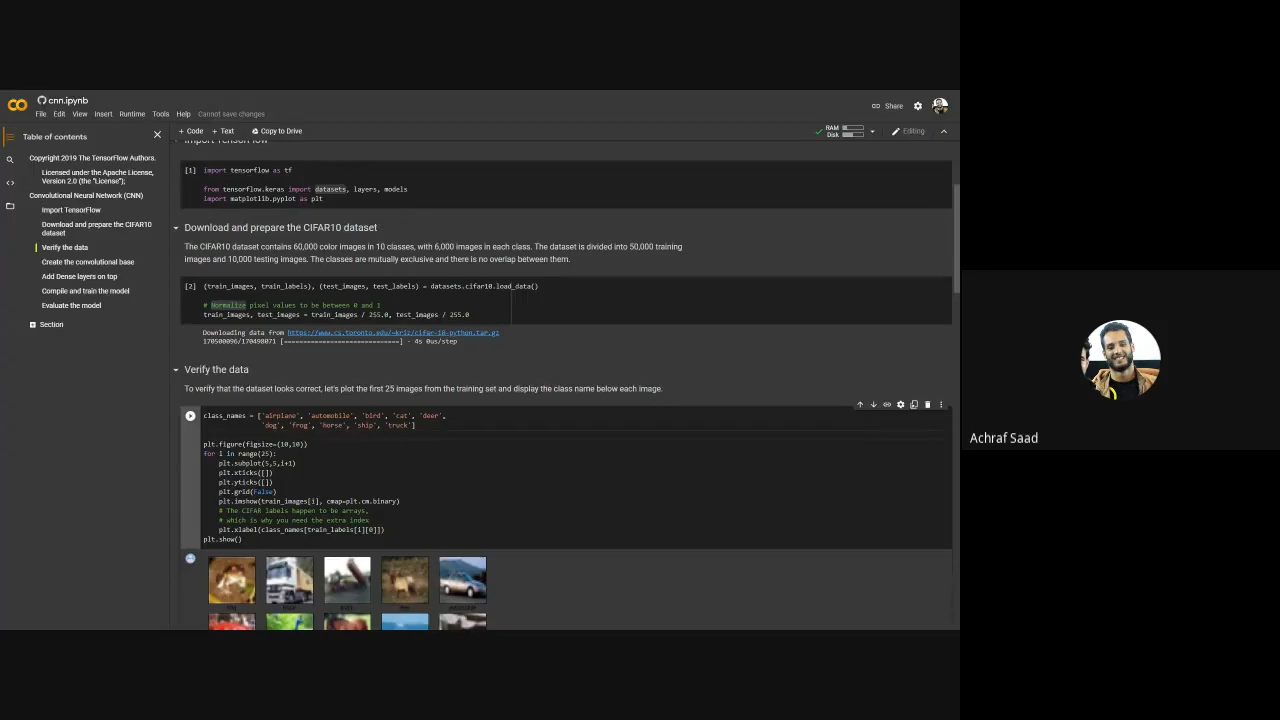 cnn.ipynb
File Edit View Insert Runtime Tools Help Cannot save changes
Share
Table of contents
+ Code + Text Copy to Drive
RAM
Disk
Editing
Copyright 2019 The TensorFlow Authors.
Licensed under the Apache License,
Version 2.0 (the "License");
Convolutional Neural Network (CNN)
Import TensorFlow
Download and prepare the CIFAR10
dataset
Verify the data
Create the convolutional base
Add Dense layers on top
Compile and train the model
Evaluate the model
Section
Import TensorFlow
[1] import tensorflow as tf
from tensorflow.keras import datasets, layers, models
import matplotlib.pyplot as plt
Download and prepare the CIFAR10 dataset
The CIFAR10 dataset contains 60,000 color images in 10 classes, with 6,000 images in each class. The dataset is divided into 50,000 training
images and 10,000 testing images. The classes are mutually exclusive and there is no overlap between them.
[2] (train_images, train_labels), (test_images, test_labels) = datasets.cifar10.load_data()
# Normalize pixel values to be between 0 and 1
train_images, test_images = train_images / 255.0, test_images / 255.0
Downloading data from https://www.cs.toronto.edu/~kriz/cifar-10-python.tar.gz
170500096/170498071 [==============================] - 4s 0us/step
Verify the data
To verify that the dataset looks correct, let's plot the first 25 images from the training set and display the class name below each image.
class_names = ['airplane', 'automobile', 'bird', 'cat', 'deer',
'dog', 'frog', 'horse', 'ship', 'truck']
plt.figure(figsize=(10,10))
for i in range(25):
plt.subplot(5,5,i+1)
plt.xticks([])
plt.yticks([])
plt.grid(False)
plt.imshow(train_images[i], cmap=plt.cm.binary)
# The CIFAR labels happen to be arrays,
# which is why you need the extra index
plt.xlabel(class_names[train_labels[i][0]])
plt.show()
Achraf Saad